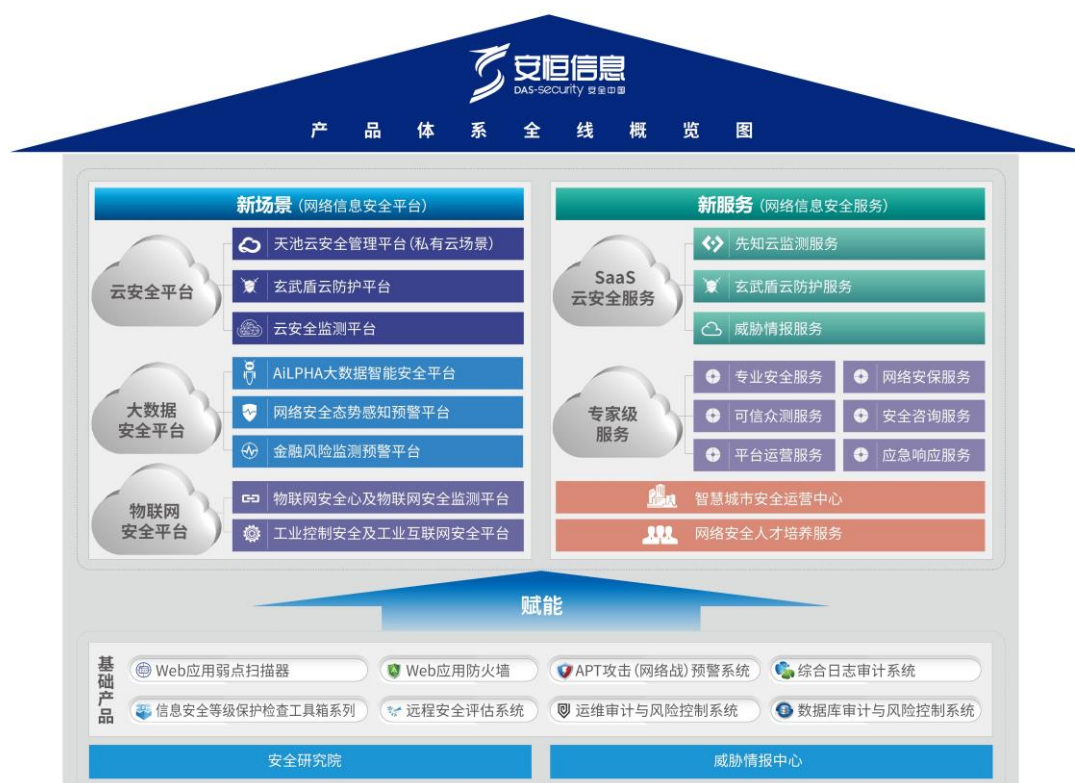 安恒信息
DAS-security 安全中国
产品体系全线概览图
新场景(网络信息安全平台)
云安全平台
天池云安全管理平台(私有云场景)
玄武盾云防护平台
云安全监测平台
大数据
安全平台
AiLPHA大数据智能安全平台
网络安全态势感知预警平台
金融风险监测预警平台
物联网
安全平台
物联网安全心及物联网安全监测平台
工业控制安全及工业互联网安全平台
新服务(网络信息安全服务)
SaaS
云安全服务
先知云监测服务
玄武盾云防护服务
威胁情报服务
专家级
服务
专业安全服务
网络安保服务
可信众测服务
安全咨询服务
平台运营服务
应急响应服务
智慧城市安全运营中心
网络安全人才培养服务
赋能
基础产品
Web应用弱点扫描器
Web应用防火墙
APT攻击(网络战)预警系统
综合日志审计系统
信息安全等级保护检查工具箱系列
远程安全评估系统
运维审计与风险控制系统
数据库审计与风险控制系统
安全研究院
威胁情报中心